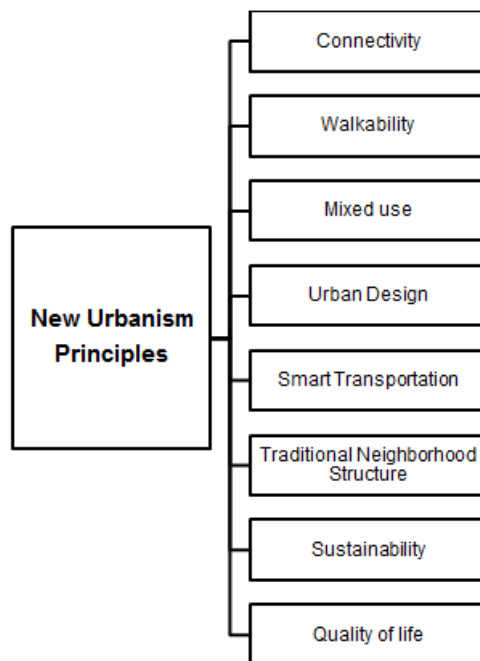 Connectivity
Walkability
Mixed use
New Urbanism
Principles
Urban Design
Smart Transportation
Traditional Neighborhood
Structure
Sustainability
Quality of life